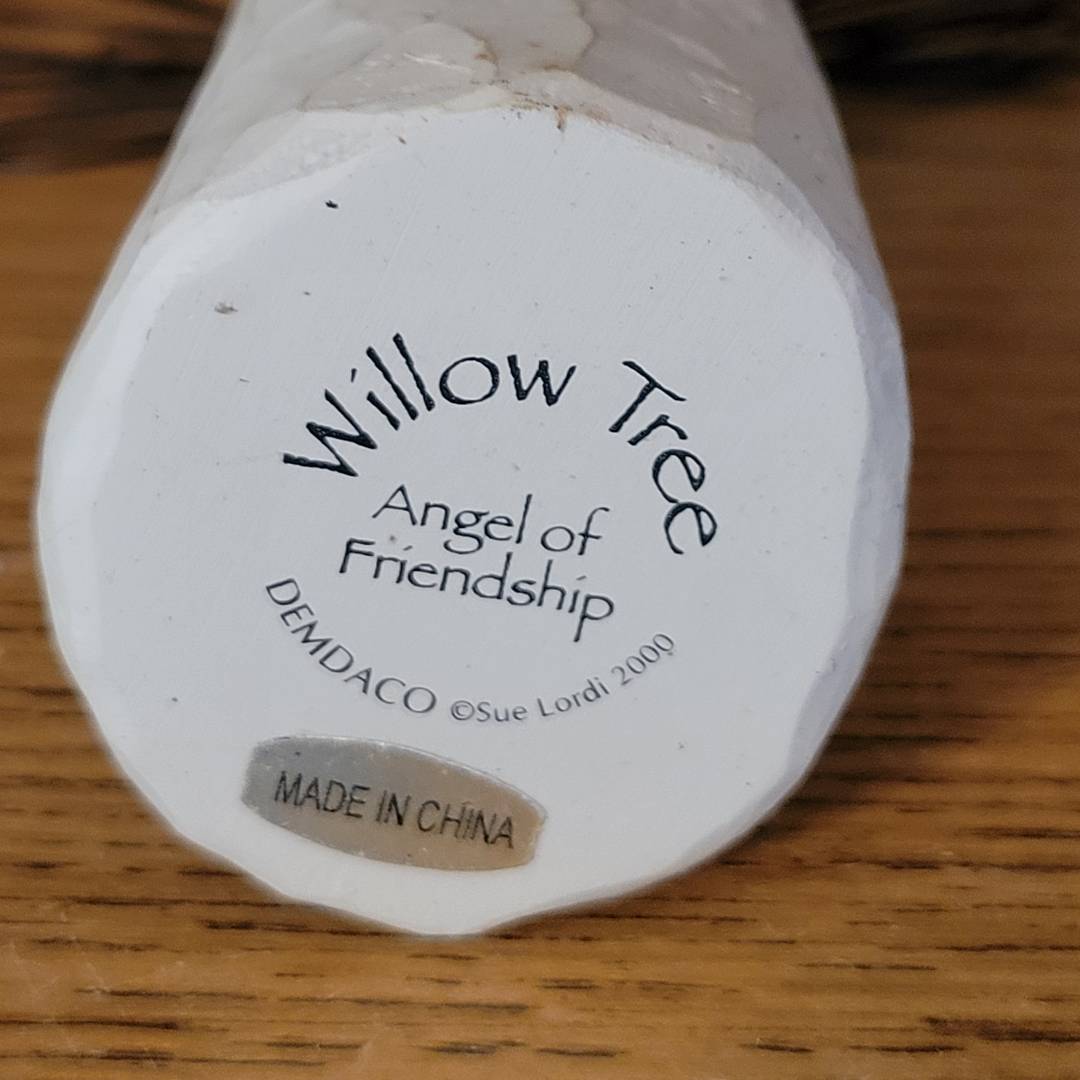 Willow Tree
Angel of
Friendship
DEMDACO ©Sue Lordi 2000
MADE IN CHINA